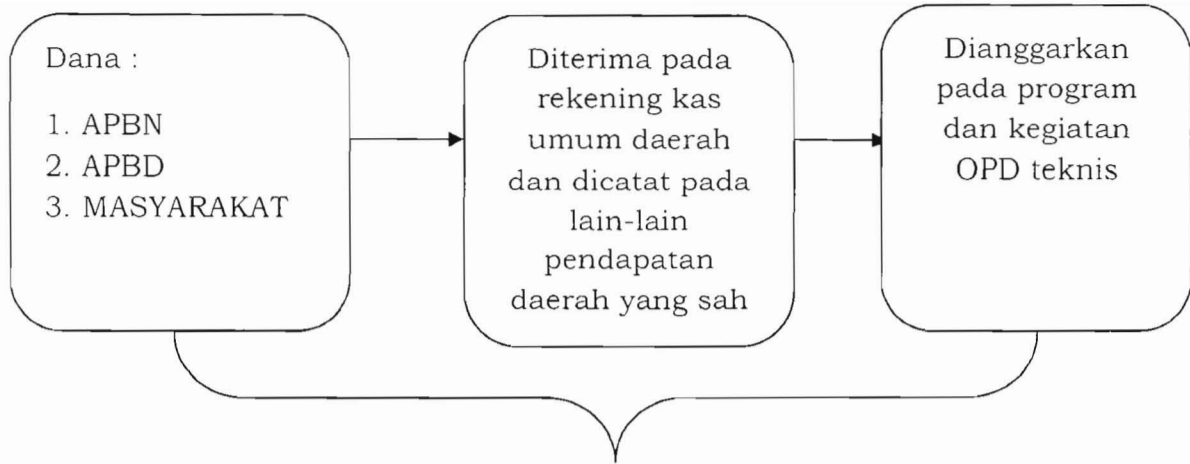 Dana :
1. APBN
2. APBD
3. MASYARAKAT
Diterima pada
rekening kas
umum daerah
dan dicatat pada
lain-lain
pendapatan
daerah yang sah
Dianggarkan
pada program
dan kegiatan
OPD teknis